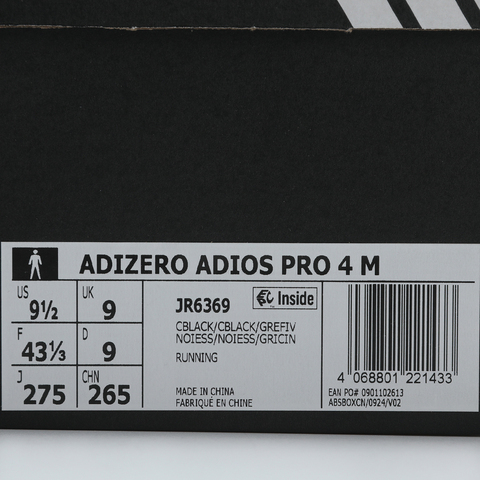 ADIZERO ADIOS PRO 4 M
US 9½ UK 9
F 43⅓ D 9
J 275 CHN 265
JR6369
Inside
CBLACK/CBLACK/GREFIV
NOIESS/NOIESS/GRICIN
RUNNING
MADE IN CHINA
FABRIQUÉ EN CHINE
4 068801 221433
EAN PO# 0901102613
ABSBOXCN/0924/V02